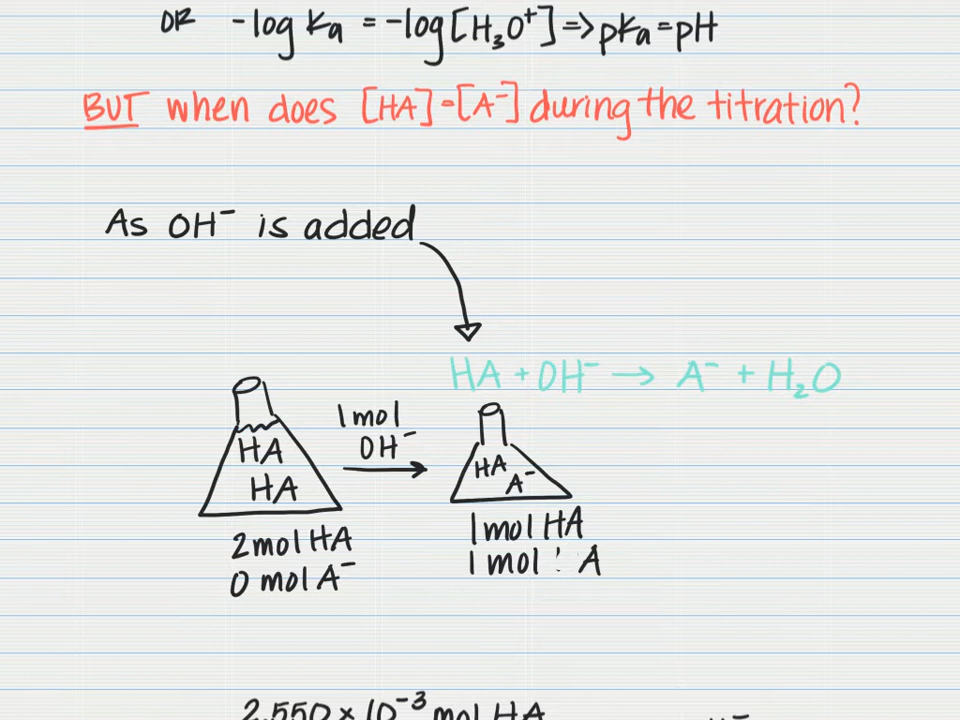 OR -log Ka = -log[H₃O⁺] => pKa = pH
BUT when does [HA] = [A⁻] during the titration?
As OH⁻ is added
HA + OH⁻ → A⁻ + H₂O
HA
HA
1 mol
OH⁻
HA
A⁻
2 mol HA
0 mol A⁻
1 mol HA
1 mol A
2.550 × 10⁻³ mol HA